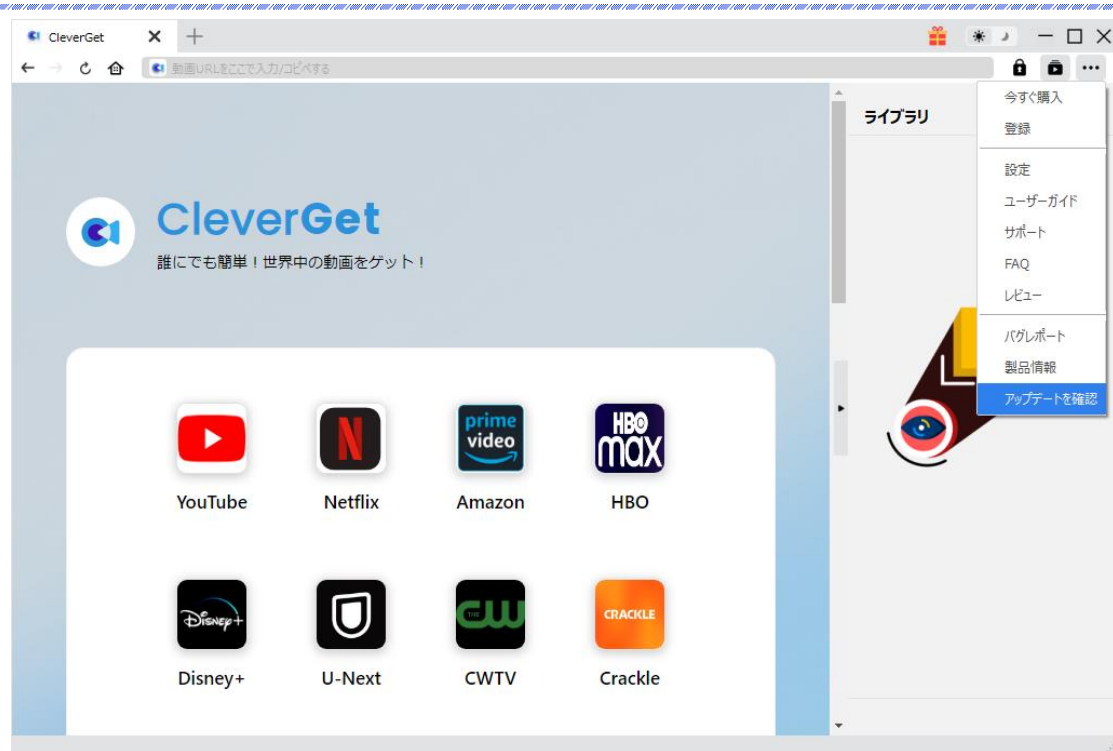 CleverGet
動画URLをここで入力/コピペする
今すぐ購入
登録
設定
ユーザーガイド
サポート
FAQ
レビュー
バグレポート
製品情報
アップデートを確認
ライブラリ
CleverGet
誰にでも簡単！世界中の動画をゲット！
prime
video
HBO
max
YouTube
Netflix
Amazon
HBO
Disney+
THE
CW
CRACKLE
Disney+
U-Next
CWTV
Crackle